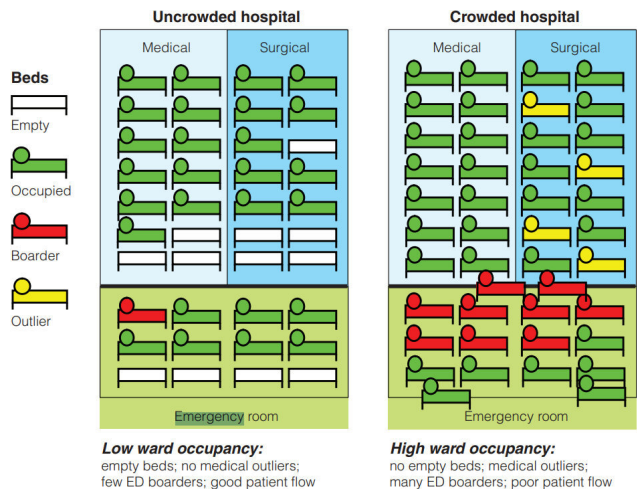 Uncrowded hospital
Medical
Surgical
Crowded hospital
Medical
Surgical
Beds
Empty
Occupied
Boarder
Outlier
Emergency room
Emergency room
Low ward occupancy:
empty beds; no medical outliers;
few ED boarders; good patient flow
High ward occupancy:
no empty beds; medical outliers;
many ED boarders; poor patient flow